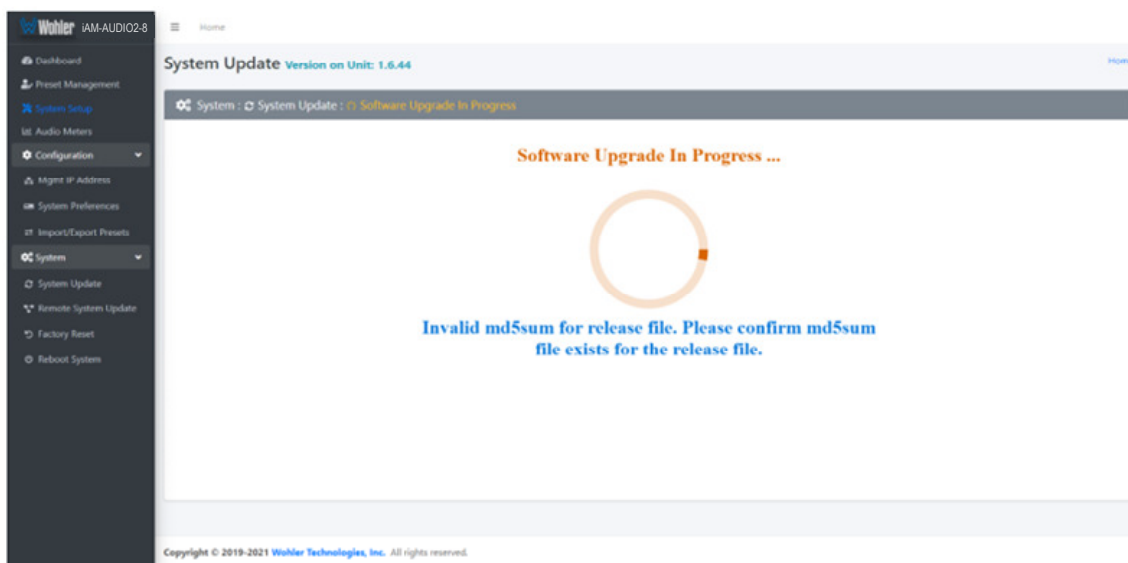 Wohler iAM-AUDIO2-8
Home
Dashboard
Preset Management
System Setup
Audio Meters
Configuration
Mgmt IP Address
System Preferences
Import/Export Presets
System
System Update
Remote System Update
Factory Reset
Reboot System
System Update Version on Unit: 1.6.44
Home
System : System Update : Software Upgrade In Progress
Software Upgrade In Progress ...
Invalid md5sum for release file. Please confirm md5sum
file exists for the release file.
Copyright © 2019-2021 Wohler Technologies, Inc. All rights reserved.